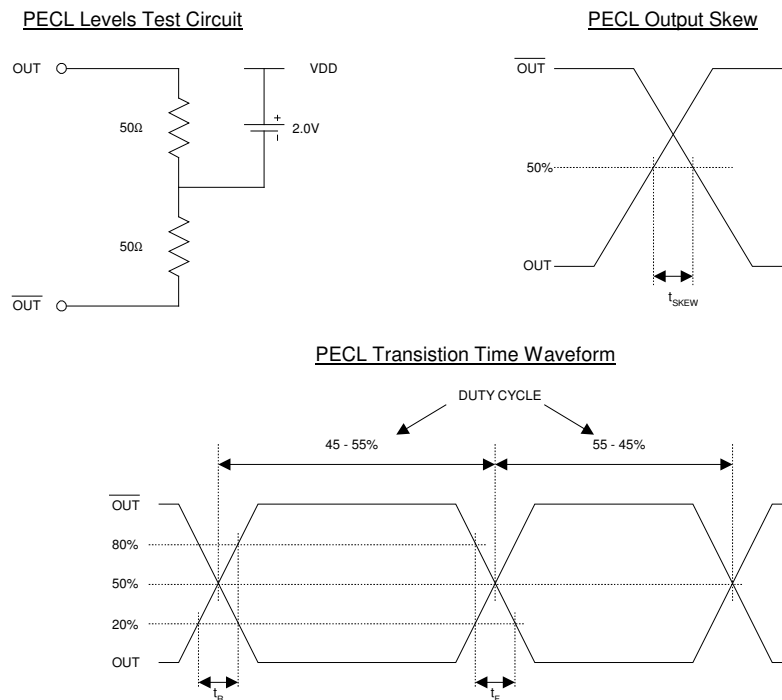 PECL Levels Test Circuit
OUT
VDD
50Ω
+
2.0V
-
50Ω
OUT
PECL Output Skew
OUT
50%
OUT
tSKEW
PECL Transistion Time Waveform
DUTY CYCLE
45 - 55%
55 - 45%
OUT
80%
50%
20%
OUT
tR
tF